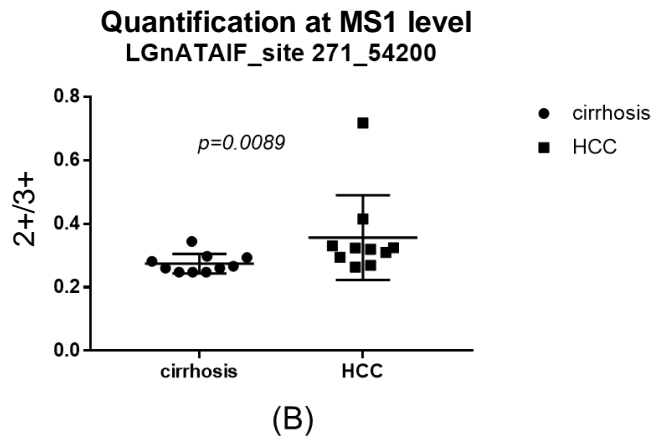 Quantification at MS1 level
LGnATAIF_site 271_54200
0.8
0.6
0.4
0.2
0.0
2+/3+
p=0.0089
cirrhosis
HCC
cirrhosis
HCC
(B)